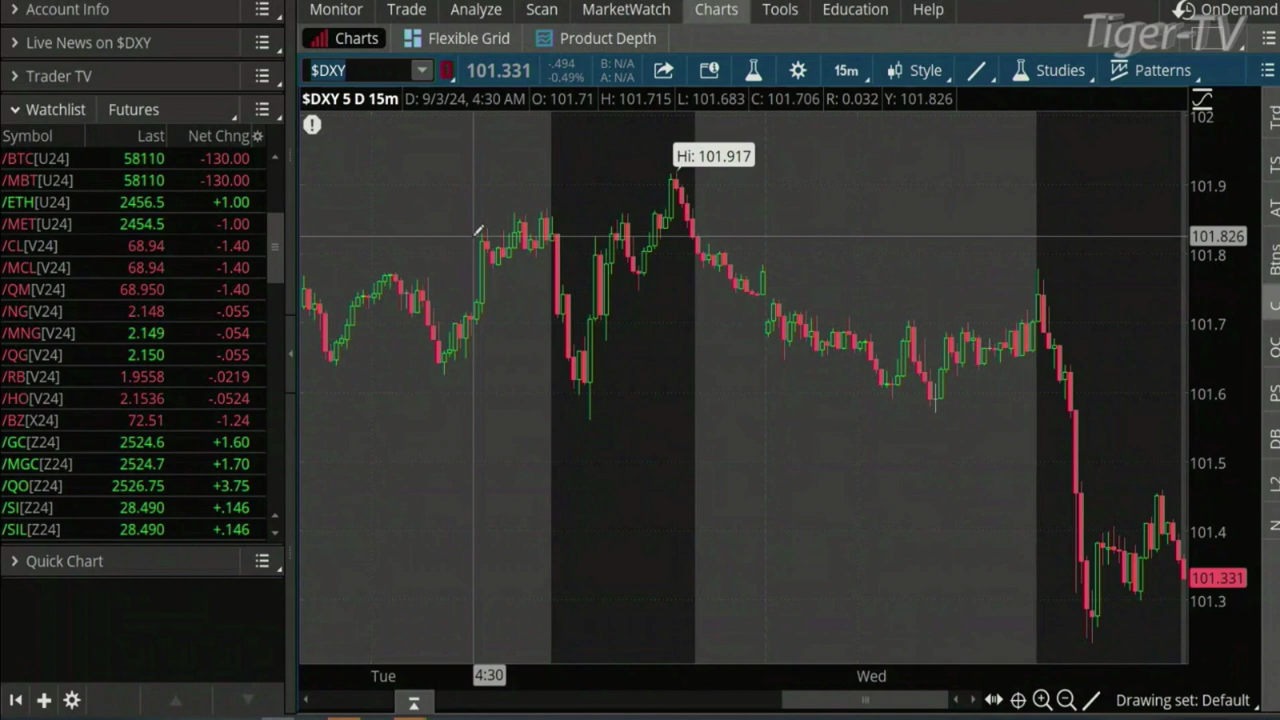 Account Info
Monitor Trade Analyze Scan MarketWatch Charts Tools Education Help OnDemand
Tiger-TV
Live News on $DXY
Charts Flexible Grid Product Depth
Trader TV
$DXY 101.331 -.494 -0.49% B: N/A A: N/A 15m Style Studies Patterns
Watchlist Futures
$DXY 5 D 15m D: 9/3/24, 4:30 AM O: 101.71 H: 101.715 L: 101.683 C: 101.706 R: 0.032 Y: 101.826
Symbol Last Net Chng
/BTC[U24] 58110 -130.00
/MBT[U24] 58110 -130.00
/ETH[U24] 2456.5 +1.00
/MET[U24] 2454.5 -1.00
/CL[V24] 68.94 -1.40
/MCL[V24] 68.94 -1.40
/QM[V24] 68.950 -1.40
/NG[V24] 2.148 -.055
/MNG[V24] 2.149 -.054
/QG[V24] 2.150 -.055
/RB[V24] 1.9558 -.0219
/HO[V24] 2.1536 -.0524
/BZ[X24] 72.51 -1.24
/GC[Z24] 2524.6 +1.60
/MGC[Z24] 2524.7 +1.70
/QO[Z24] 2526.75 +3.75
/SI[Z24] 28.490 +.146
/SIL[Z24] 28.490 +.146
Quick Chart
Hi: 101.917
102
101.9
101.826
101.8
101.7
101.6
101.5
101.4
101.331
101.3
Tue 4:30 Wed
Drawing set: Default
Trd
TS
AT
Btns
C
OC
PS
DB
L2
N